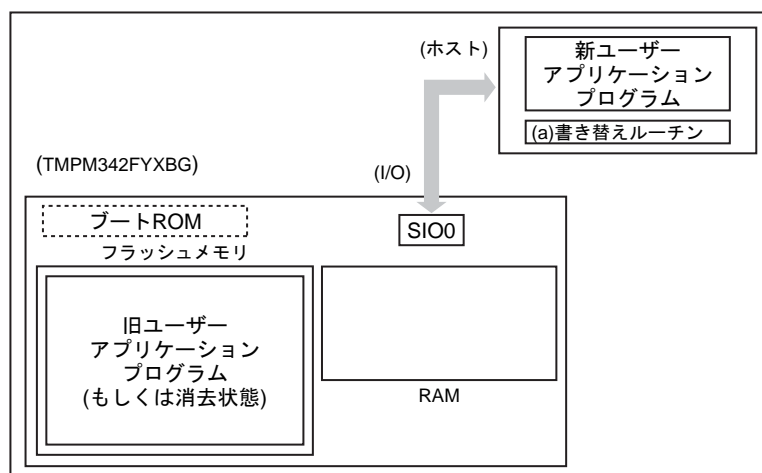 (ホスト)
新ユーザー
アプリケーション
プログラム
(a)書き替えルーチン
(TMPM342FYXBG)
(I/O)
ブートROM
SIO0
フラッシュメモリ
旧ユーザー
アプリケーション
プログラム
(もしくは消去状態)
RAM